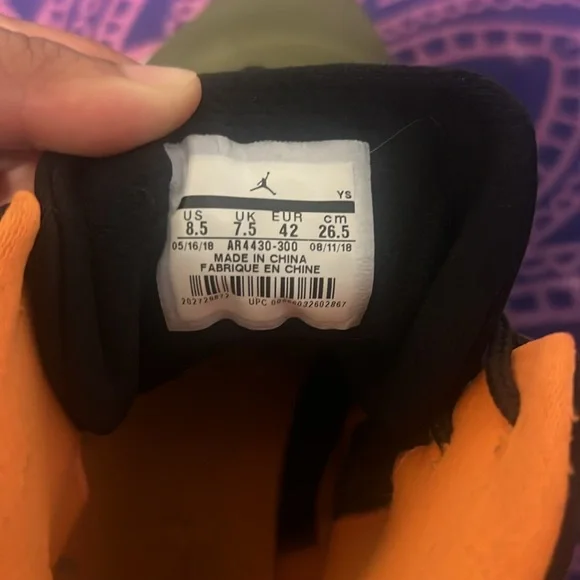 YS
US UK EUR cm
8.5 7.5 42 26.5
05/16/18 AR4430-300 08/11/18
MADE IN CHINA
FABRIQUE EN CHINE
UPC